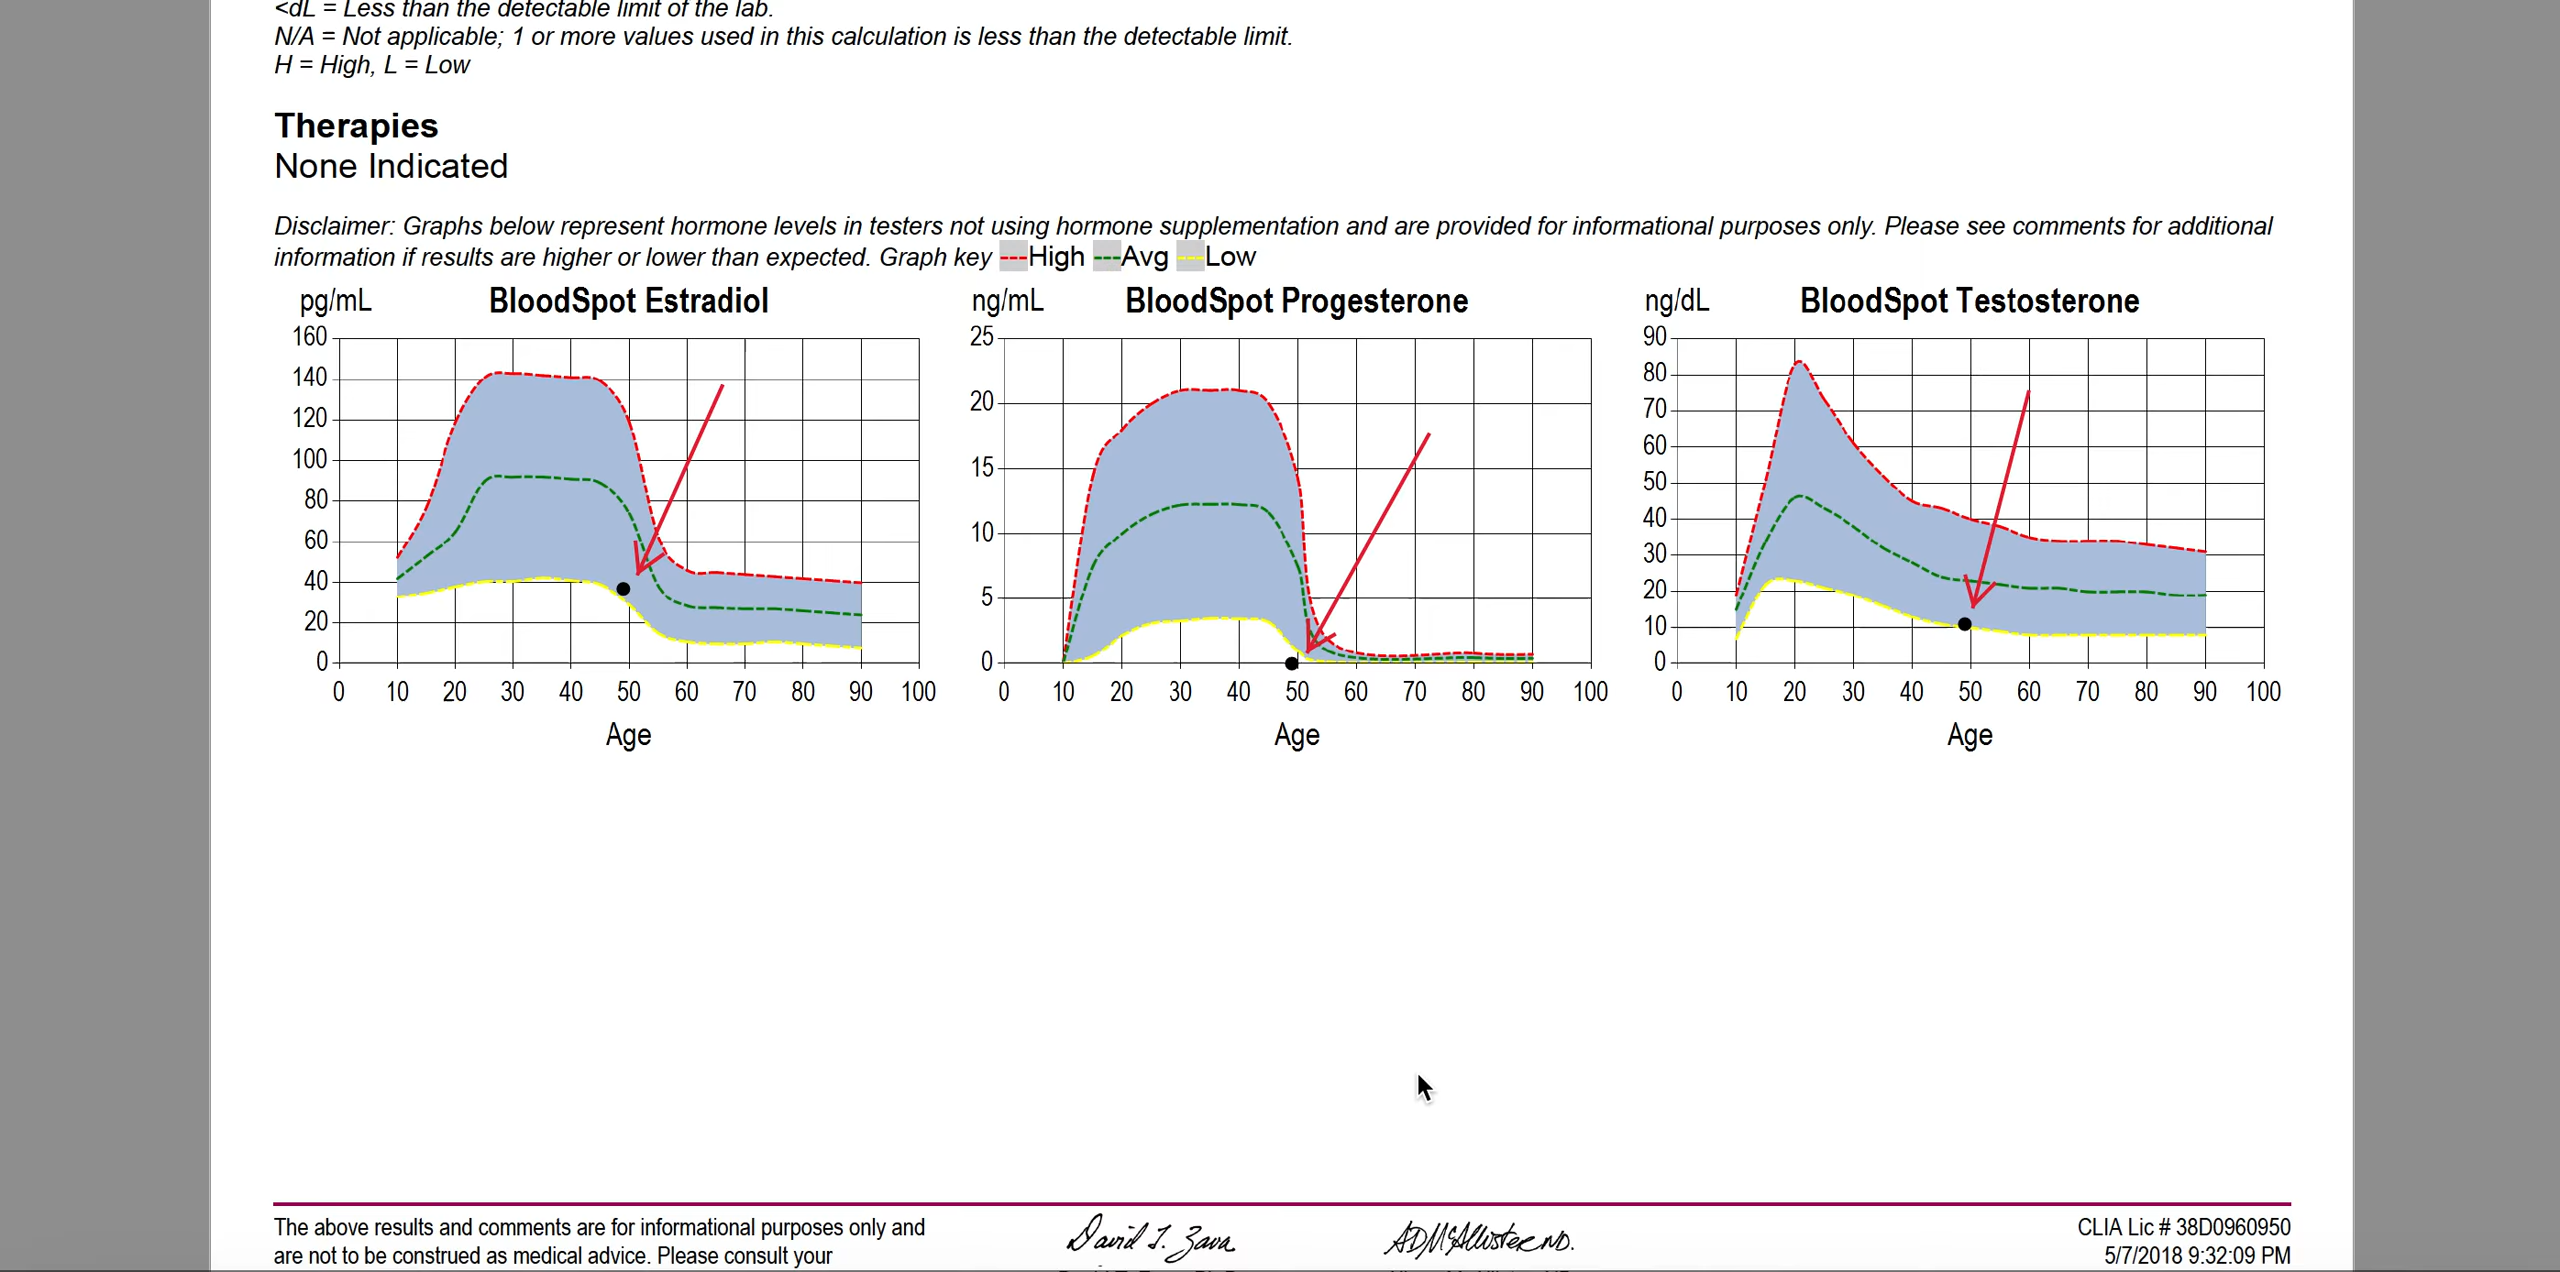 <dL = Less than the detectable limit of the lab.
N/A = Not applicable; 1 or more values used in this calculation is less than the detectable limit.
H = High, L = Low
Therapies
None Indicated
Disclaimer: Graphs below represent hormone levels in testers not using hormone supplementation and are provided for informational purposes only. Please see comments for additional
information if results are higher or lower than expected. Graph key High Avg Low
pg/mL BloodSpot Estradiol
160
140
120
100
80
60
40
20
0
0 10 20 30 40 50 60 70 80 90 100
Age
ng/mL BloodSpot Progesterone
25
20
15
10
5
0
0 10 20 30 40 50 60 70 80 90 100
Age
ng/dL BloodSpot Testosterone
90
80
70
60
50
40
30
20
10
0
0 10 20 30 40 50 60 70 80 90 100
Age
The above results and comments are for informational purposes only and
are not to be construed as medical advice. Please consult your
David T. Zava
ADMcAllister ND.
CLIA Lic # 38D0960950
5/7/2018 9:32:09 PM